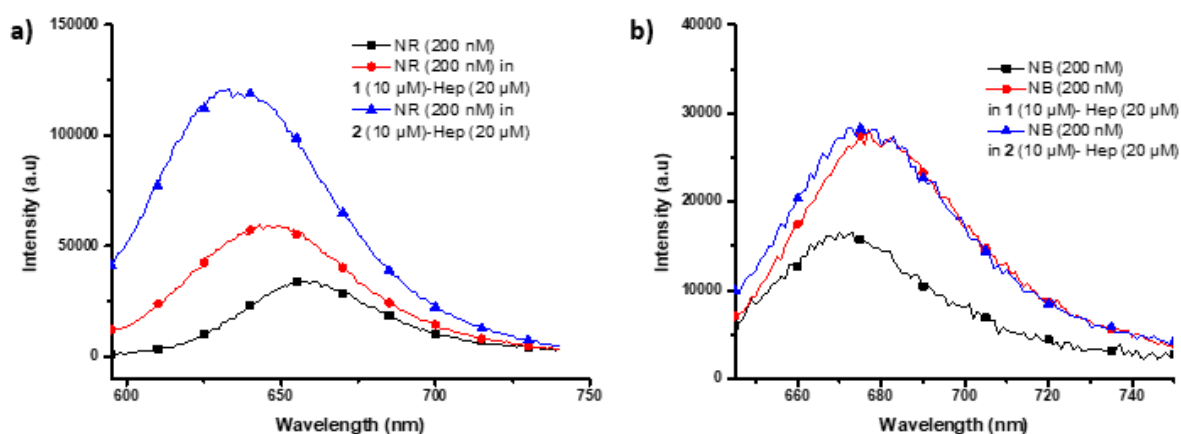 a)
150000
100000
50000
0
Intensity (a.u)
600
650
700
750
Wavelength (nm)
NR (200 nM)
NR (200 nM) in
1 (10 μM)-Hep (20 μM)
NR (200 nM) in
2 (10 μM)-Hep (20 μM)
b)
40000
30000
20000
10000
0
Intensity (a.u)
660
680
700
720
740
Wavelength (nm)
NB (200 nM)
NB (200 nM)
in 1 (10 μM)- Hep (20 μM)
NB (200 nM)
in 2 (10 μM)- Hep (20 μM)